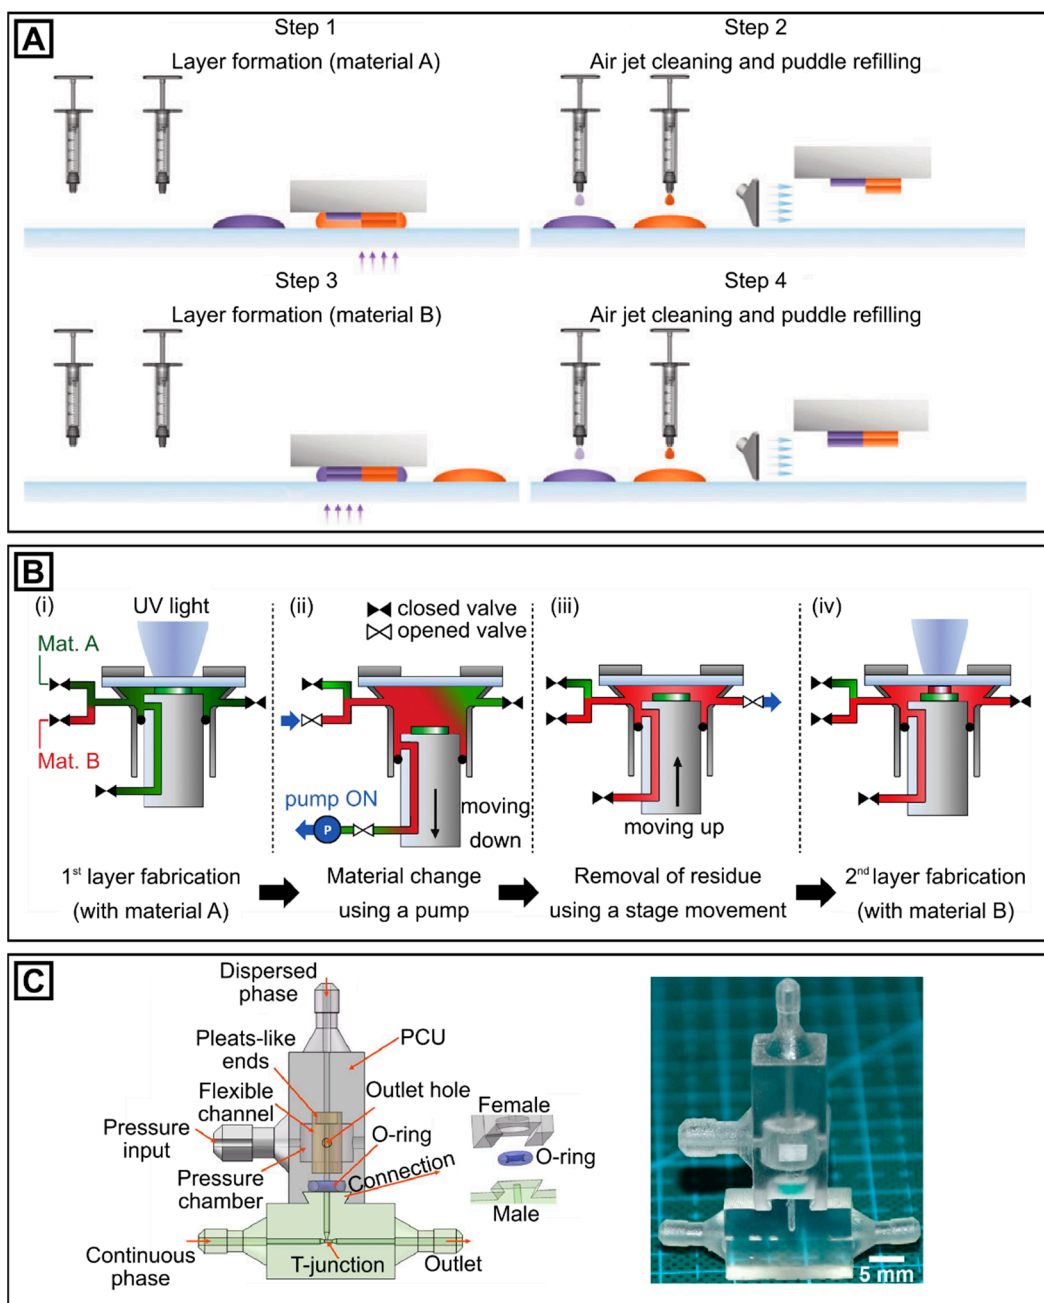 A
Step 1
Layer formation (material A)
Step 2
Air jet cleaning and puddle refilling
Step 3
Layer formation (material B)
Step 4
Air jet cleaning and puddle refilling
B
(i)
UV light
Mat. A
Mat. B
1st layer fabrication
(with material A)
(ii)
closed valve
opened valve
pump ON
P
moving
down
Material change
using a pump
(iii)
moving up
Removal of residue
using a stage movement
(iv)
2nd layer fabrication
(with material B)
C
Dispersed
phase
Pleats-like
ends
PCU
Flexible
channel
Outlet hole
Pressure
input
O-ring
Pressure
chamber
Connection
Female
O-ring
Male
Continuous
phase
T-junction
Outlet
5 mm